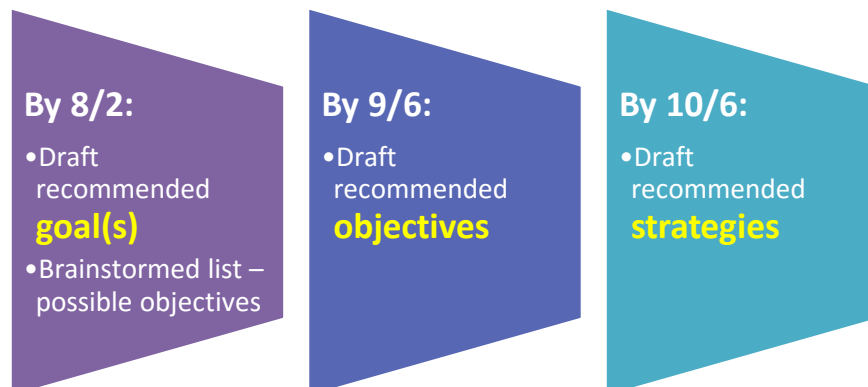 By 8/2:
•Draft
recommended
goal(s)
•Brainstormed list –
possible objectives
By 9/6:
•Draft
recommended
objectives
By 10/6:
•Draft
recommended
strategies